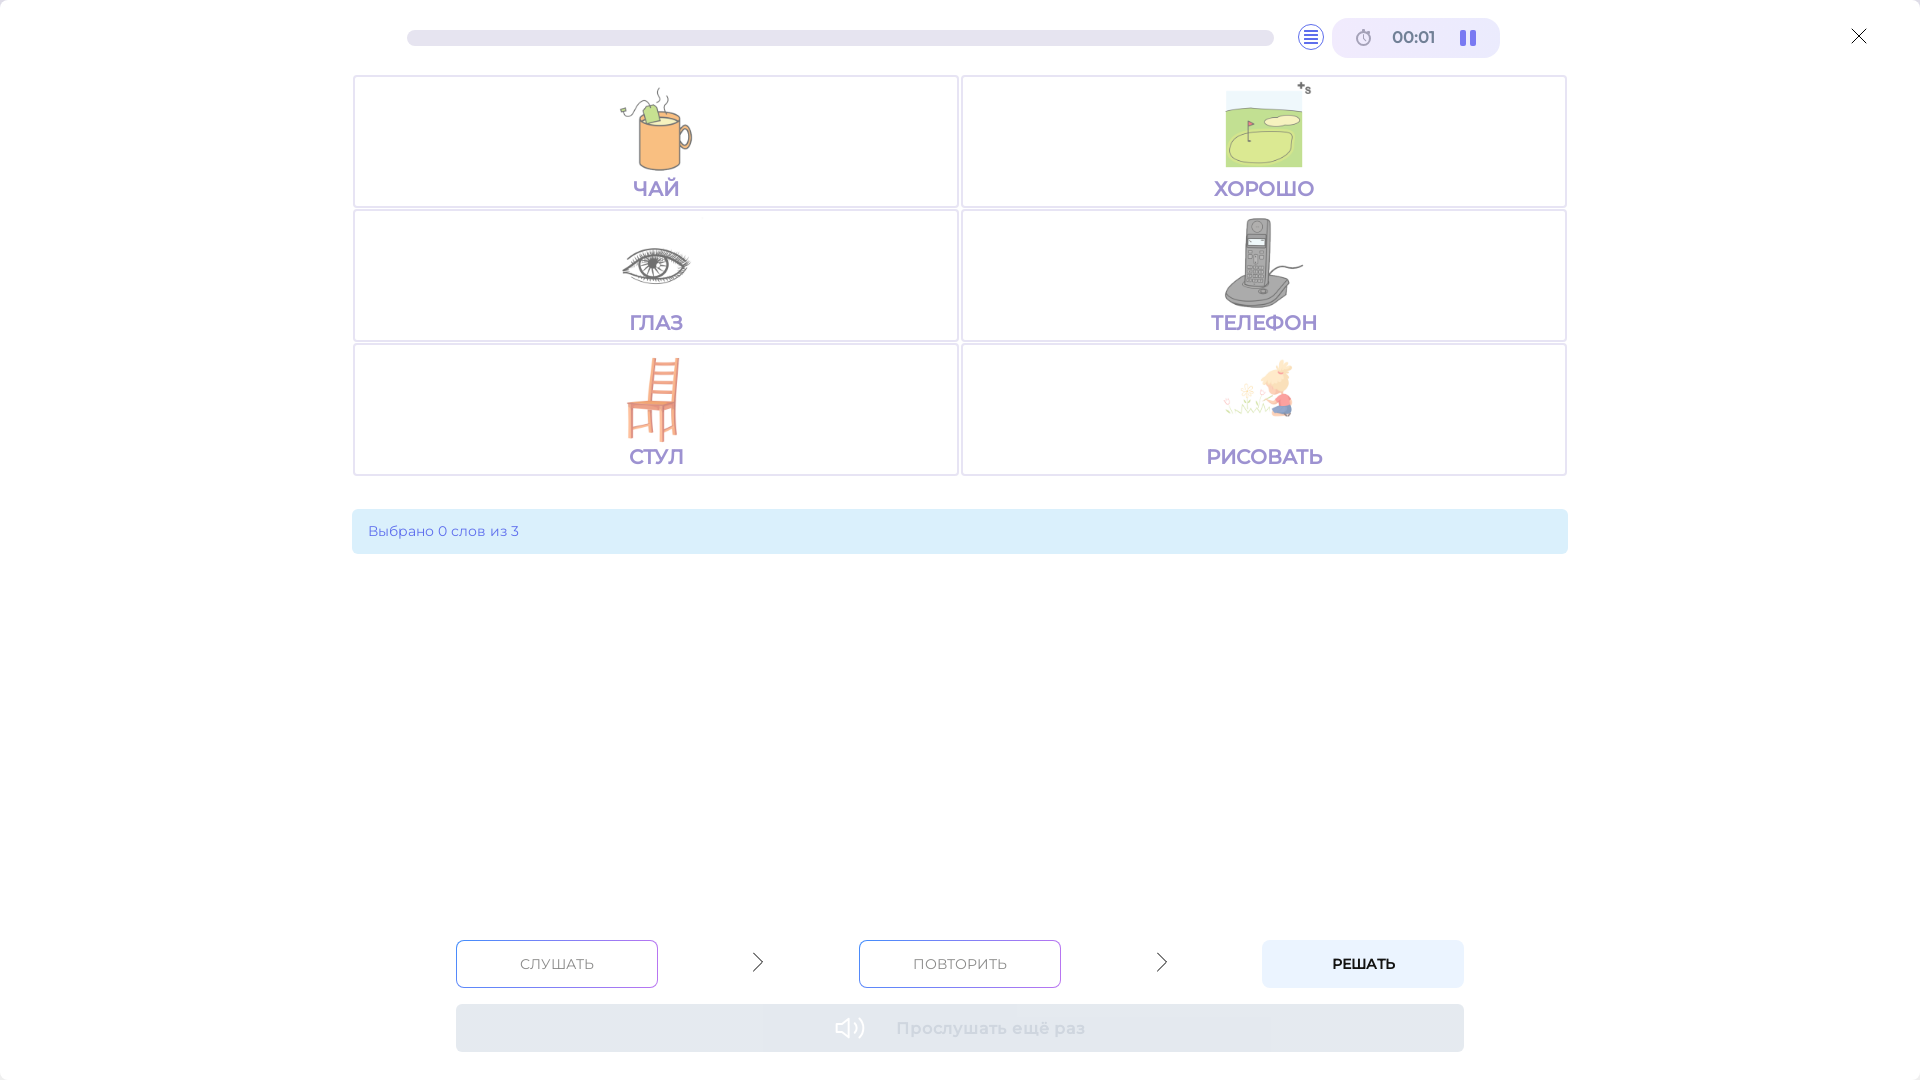 00:01
ЧАЙ
+s
ХОРОШО
ГЛАЗ
ТЕЛЕФОН
СТУЛ
РИСОВАТЬ
Выбрано 0 слов из 3
СЛУШАТЬ
ПОВТОРИТЬ
РЕШАТЬ
Прослушать ещё раз